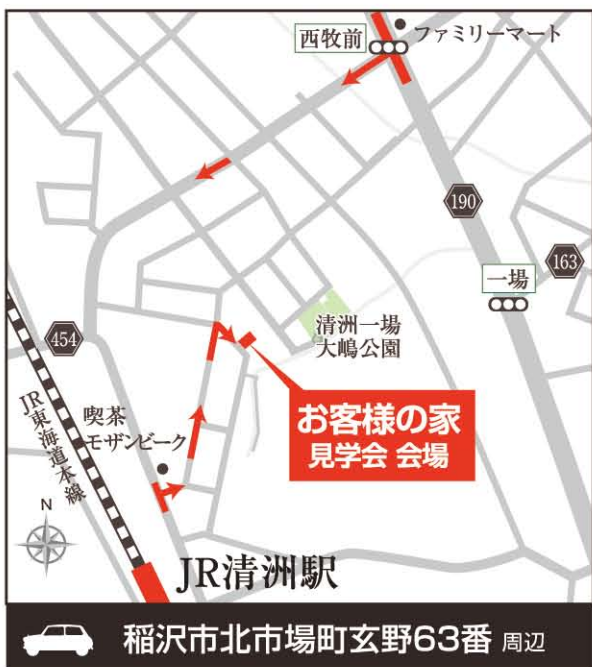 西牧前
ファミリーマート
190
163
一場
清洲一場
大嶋公園
454
お客様の家
見学会 会場
喫茶
モザンビーク
JR東海道本線
N
JR清洲駅
稲沢市北市場町玄野63番 周辺